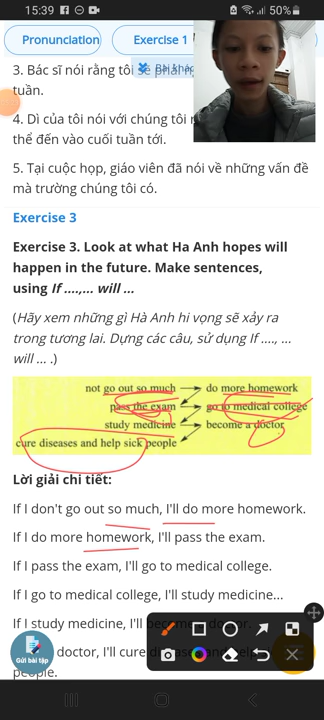 15:39
50%
Pronunciation
Exercise 1
Bài khác
3. Bác sĩ nói rằng tôi sẽ phải
tuần.
4. Dì của tôi nói với chúng tôi
thể đến vào cuối tuần tới.
5. Tại cuộc họp, giáo viên đã nói về những vấn đề
mà trường chúng tôi có.
Exercise 3
Exercise 3. Look at what Ha Anh hopes will
happen in the future. Make sentences,
using If ....,... will ...
(Hãy xem những gì Hà Anh hi vọng sẽ xảy ra
trong tương lai. Dựng các câu, sử dụng If ...., ...
will ... .)
not go out so much do more homework
pass the exam go to medical college
study medicine become a doctor
cure diseases and help sick people
Lời giải chi tiết:
If I don't go out so much, I'll do more homework.
If I do more homework, I'll pass the exam.
If I pass the exam, I'll go to medical college.
If I go to medical college, I'll study medicine...
If I study medicine, I'll
doctor, I'll cure
people.
Gửi bài tập